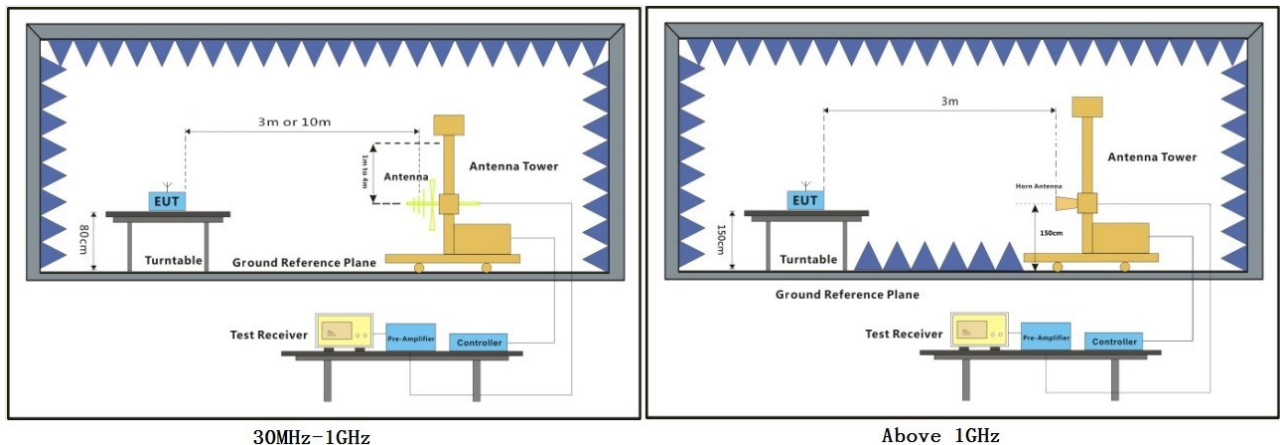 3m or 10m
1m to 4m
Antenna
Antenna Tower
EUT
80cm
Turntable
Ground Reference Plane
Test Receiver
Pre-Amplifier
Controller
30MHz-1GHz
3m
Antenna Tower
Horn Antenna
EUT
150cm
150cm
Turntable
Ground Reference Plane
Test Receiver
Pre-Amplifier
Controller
Above 1GHz